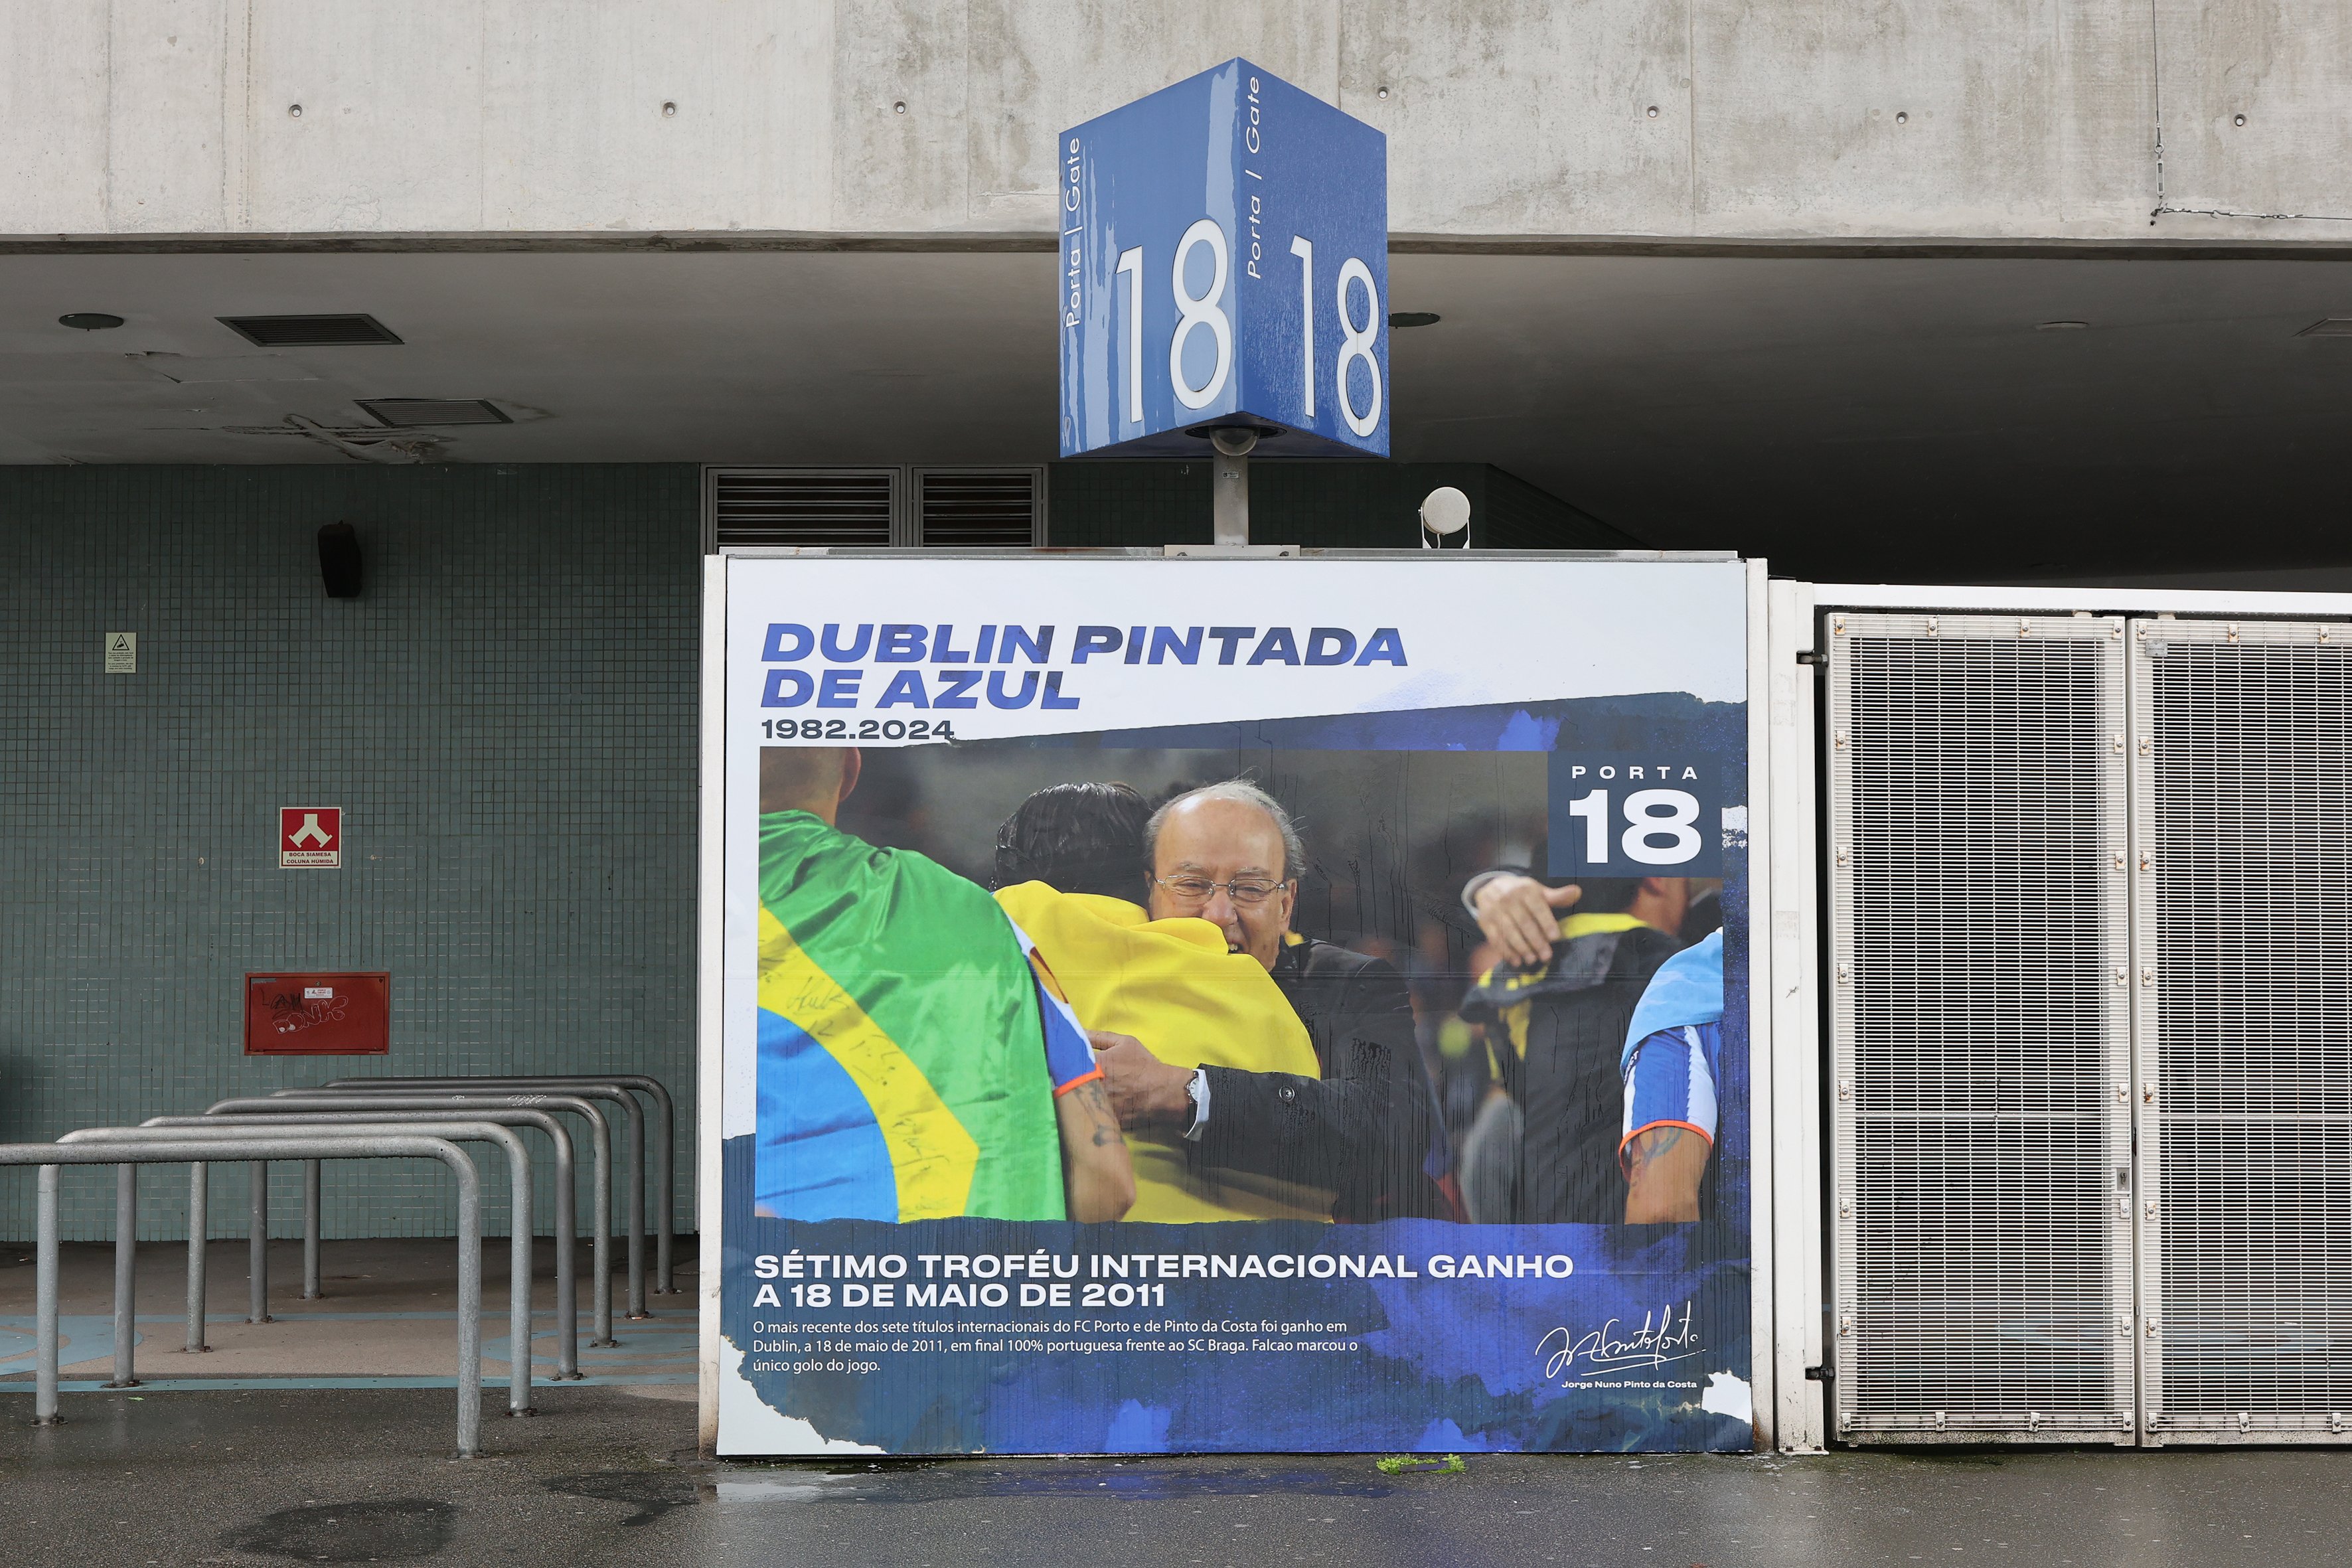 Porta | Gate
18
Porta | Gate
18
DUBLIN PINTADA
DE AZUL
1982.2024
PORTA
18
BOCA SIAMESA
COLUNA HÚMIDA
SÉTIMO TROFÉU INTERNACIONAL GANHO
A 18 DE MAIO DE 2011
O mais recente dos sete títulos internacionais do FC Porto e de Pinto da Costa foi ganho em
Dublin, a 18 de maio de 2011, em final 100% portuguesa frente ao SC Braga. Falcao marcou o
único golo do jogo.
Jorge Nuno Pinto da Costa